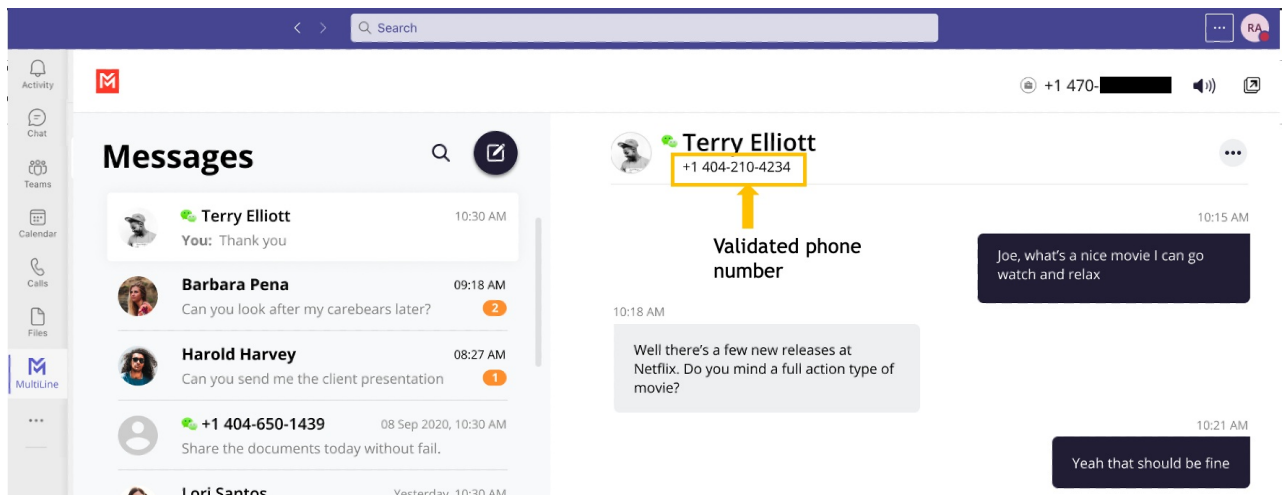 Search
...
RA
Activity
Chat
Teams
Calendar
Calls
Files
MultiLine
...
+1 470-
Messages
Terry Elliott
10:30 AM
You: Thank you
Barbara Pena
09:18 AM
Can you look after my carebears later?
2
Harold Harvey
08:27 AM
Can you send me the client presentation
1
+1 404-650-1439
08 Sep 2020, 10:30 AM
Share the documents today without fail.
Lori Santos
Yesterday, 10:30 AM
Terry Elliott
+1 404-210-4234
Validated phone
number
10:15 AM
Joe, what's a nice movie I can go
watch and relax
10:18 AM
Well there's a few new releases at
Netflix. Do you mind a full action type of
movie?
10:21 AM
Yeah that should be fine